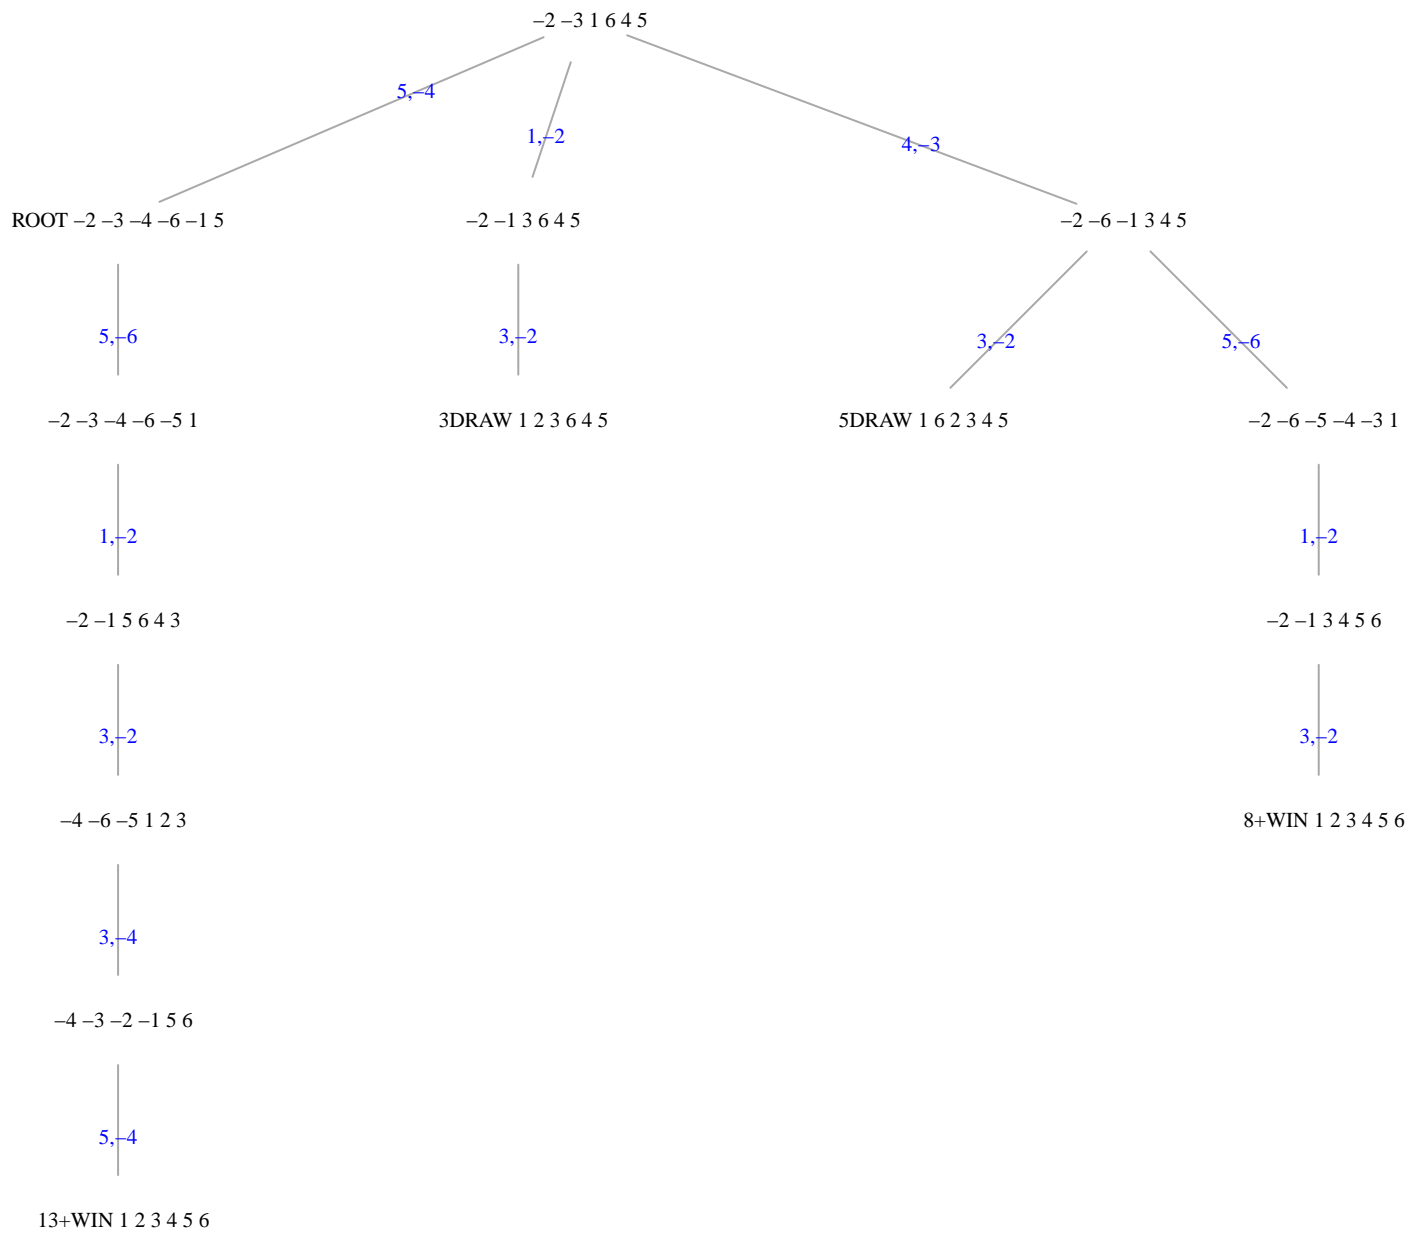 –2 –3 1 6 4 5
5,–4
1,–2
4,–3
ROOT –2 –3 –4 –6 –1 5
–2 –1 3 6 4 5
–2 –6 –1 3 4 5
5,–6
3,–2
3,–2
5,–6
–2 –3 –4 –6 –5 1
3DRAW 1 2 3 6 4 5
5DRAW 1 6 2 3 4 5
–2 –6 –5 –4 –3 1
1,–2
1,–2
–2 –1 5 6 4 3
–2 –1 3 4 5 6
3,–2
3,–2
–4 –6 –5 1 2 3
8+WIN 1 2 3 4 5 6
3,–4
–4 –3 –2 –1 5 6
5,–4
13+WIN 1 2 3 4 5 6